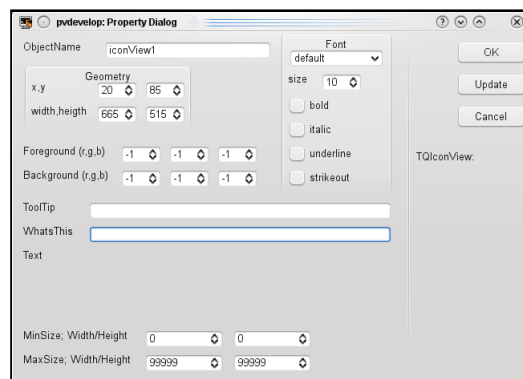 pvdevelop: Property Dialog
ObjectName iconView1
Font
default
size 10
bold
italic
underline
strikeout
OK
Update
Cancel
TQIconView:
Geometry
x,y 20 85
width,heigth 665 515
Foreground (r,g,b) -1 -1 -1
Background (r,g,b) -1 -1 -1
ToolTip
WhatsThis
Text
MinSize; Width/Height 0 0
MaxSize; Width/Height 99999 99999